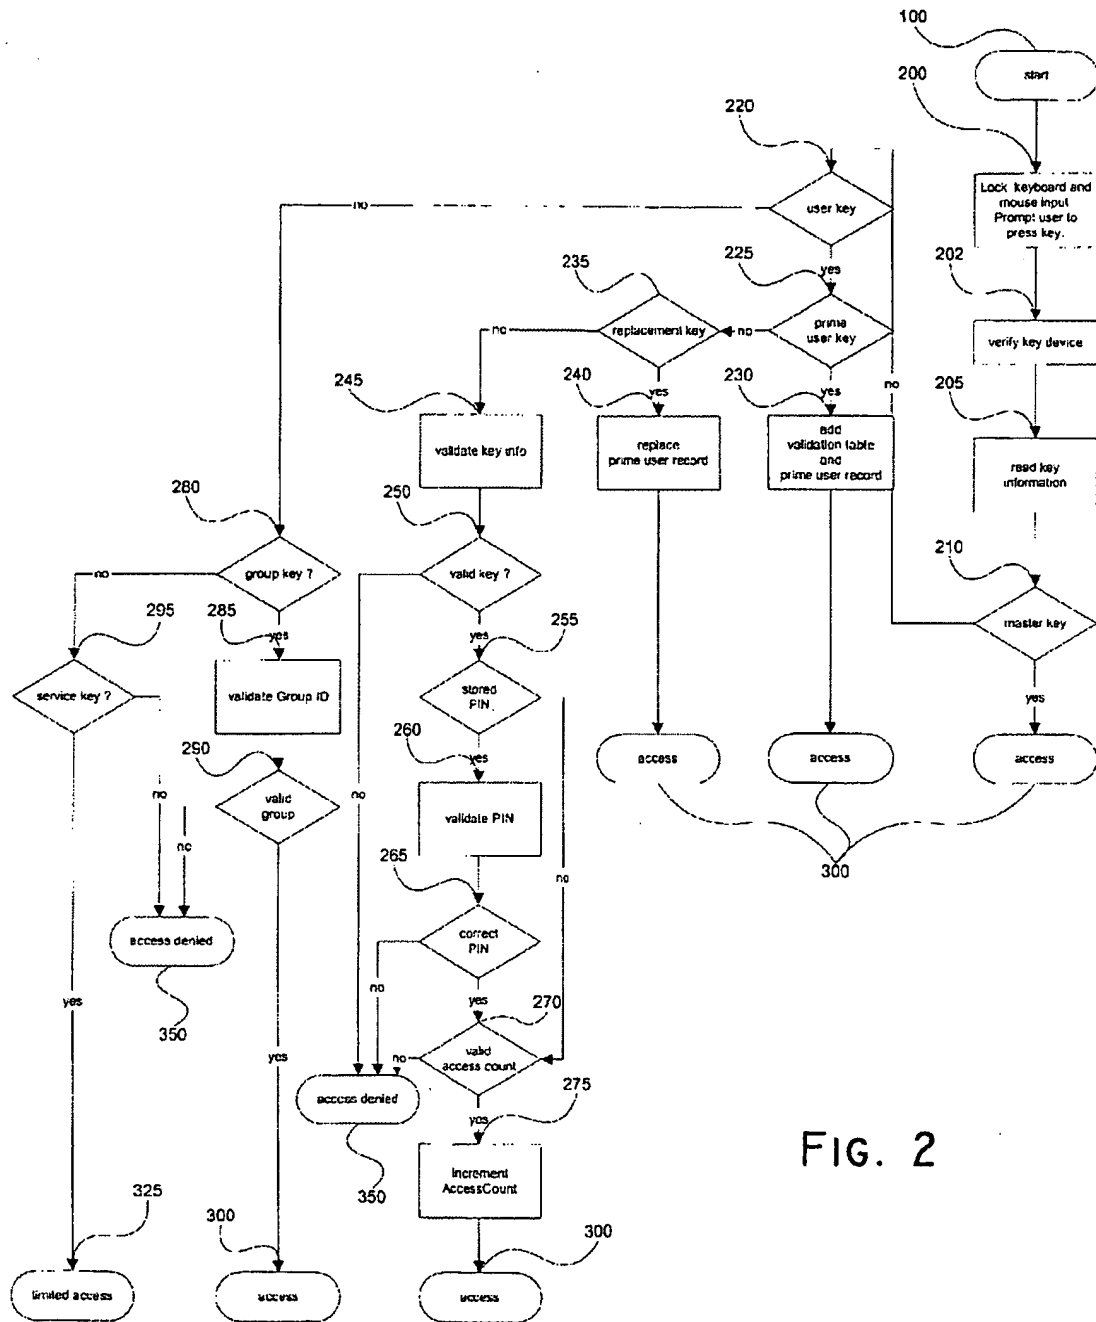 100
start
200
220
Lock keyboard and
mouse input
Prompt user to
press key.
no
user key
202
235
225
yes
replacement key
no
prime
user key
verify key device
no
245
240
yes
230
yes
no
205
validate key info
replace
prime user record
add
validation table
and
prime user record
read key
information
280
250
210
no
group key ?
valid key ?
master key
295
285
yes
yes
255
service key ?
validate Group ID
stored
PIN
yes
290
260
yes
access
access
access
no
valid
group
no
validate PIN
no
265
no
300
access denied
correct
PIN
yes
no
yes
270
350
yes
no
valid
access count
access denied
275
yes
350
Increment
AccessCount
FIG. 2
325
300
300
limited access
access
access